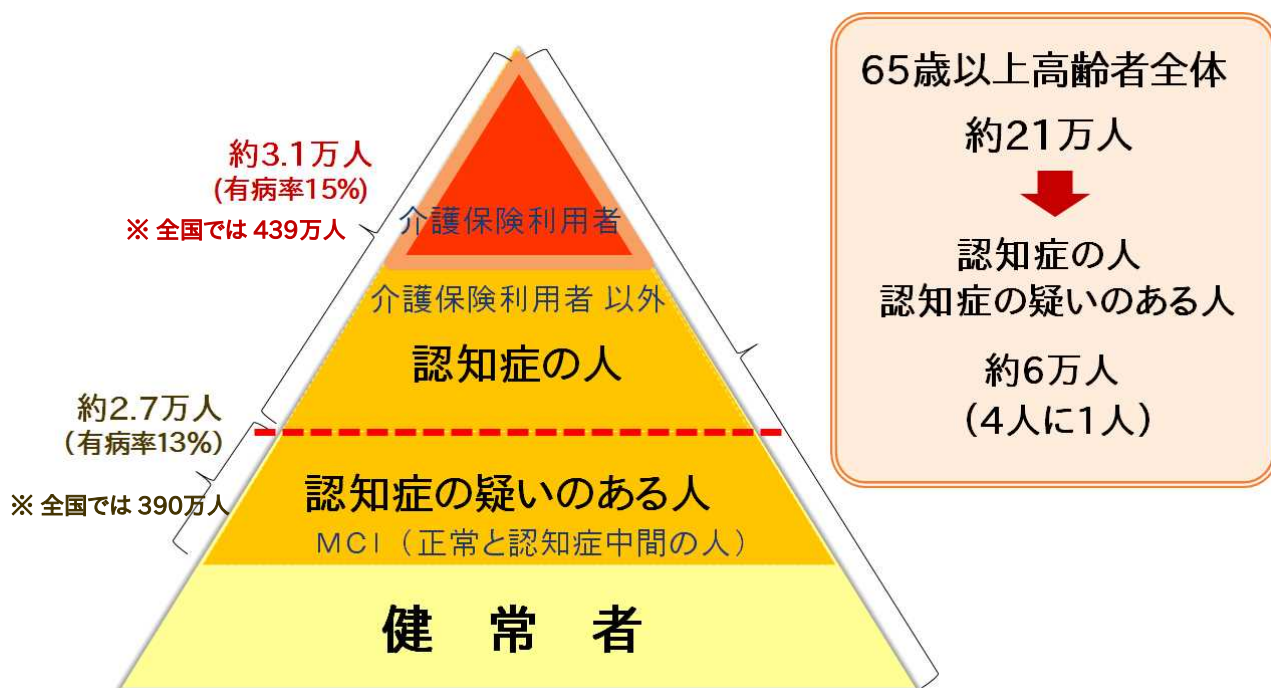 65歳以上高齢者全体
約21万人
認知症の人
認知症の疑いのある人
約6万人
(4人に1人)
約3.1万人
(有病率15%)
※ 全国では 439万人
介護保険利用者
介護保険利用者 以外
認知症の人
約2.7万人
(有病率13%)
※ 全国では 390万人
認知症の疑いのある人
MCI（正常と認知症中間の人）
健 常 者